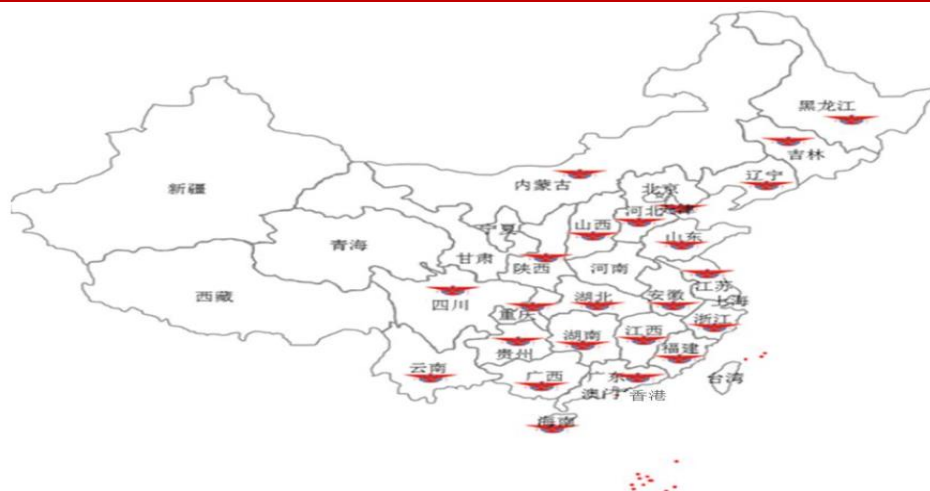 黑龙江
吉林
辽宁
内蒙古
北京
天津
河北
山西
山东
宁夏
新疆
青海
甘肃
陕西
河南
西藏
四川
重庆
湖北
安徽
江苏
上海
浙江
湖南
江西
贵州
福建
云南
广西
广东
台湾
澳门
香港
海南